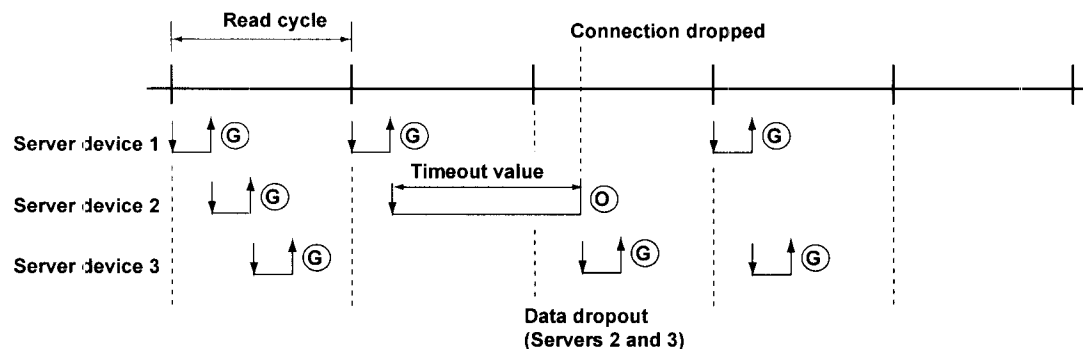 Read cycle
Connection dropped
Server device 1
G
G
G
Timeout value
Server device 2
G
O
Server device 3
G
G
G
Data dropout
(Servers 2 and 3)